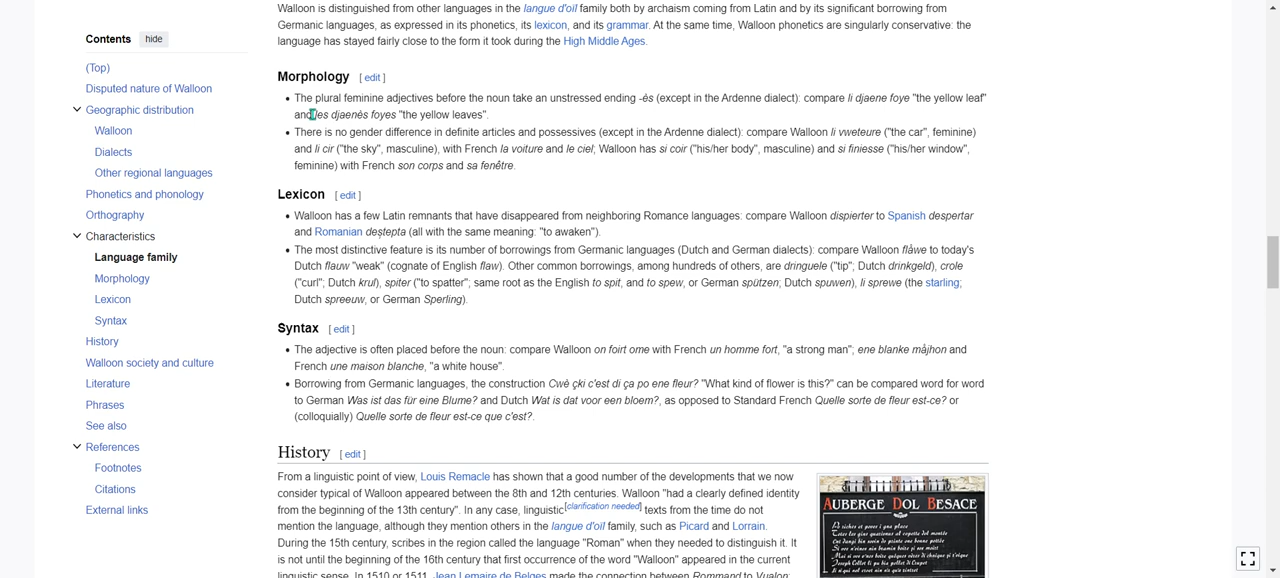 Walloon is distinguished from other languages in the langue d'oïl family both by archaism coming from Latin and by its significant borrowing from
Germanic languages, as expressed in its phonetics, its lexicon, and its grammar. At the same time, Walloon phonetics are singularly conservative: the
language has stayed fairly close to the form it took during the High Middle Ages.
Contents hide
(Top)
Disputed nature of Walloon
Geographic distribution
Walloon
Dialects
Other regional languages
Phonetics and phonology
Orthography
Characteristics
Language family
Morphology
Lexicon
Syntax
History
Walloon society and culture
Literature
Phrases
See also
References
Footnotes
Citations
External links
Morphology [ edit ]
• The plural feminine adjectives before the noun take an unstressed ending -ès (except in the Ardenne dialect): compare li djaene foye "the yellow leaf"
and les djaenès foyes "the yellow leaves".
• There is no gender difference in definite articles and possessives (except in the Ardenne dialect): compare Walloon li vweteure ("the car", feminine)
and li cir ("the sky", masculine), with French la voiture and le ciel; Walloon has si coir ("his/her body", masculine) and si finiesse ("his/her window",
feminine) with French son corps and sa fenêtre.
Lexicon [ edit ]
• Walloon has a few Latin remnants that have disappeared from neighboring Romance languages: compare Walloon dispierter to Spanish despertar
and Romanian deștepta (all with the same meaning: "to awaken").
• The most distinctive feature is its number of borrowings from Germanic languages (Dutch and German dialects): compare Walloon flåwe to today's
Dutch flauw "weak" (cognate of English flaw). Other common borrowings, among hundreds of others, are dringuele ("tip"; Dutch drinkgeld), crole
("curl"; Dutch krul), spiter ("to spatter"; same root as the English to spit, and to spew, or German spützen; Dutch spuwen), li sprewe (the starling;
Dutch spreeuw, or German Sperling).
Syntax [ edit ]
• The adjective is often placed before the noun: compare Walloon on foirt ome with French un homme fort, "a strong man"; ene blanke måjhon and
French une maison blanche, "a white house".
• Borrowing from Germanic languages, the construction Cwè çki c'est di ça po ene fleur? "What kind of flower is this?" can be compared word for word
to German Was ist das für eine Blume? and Dutch Wat is dat voor een bloem?, as opposed to Standard French Quelle sorte de fleur est-ce? or
(colloquially) Quelle sorte de fleur est-ce que c'est?.
History [ edit ]
From a linguistic point of view, Louis Remacle has shown that a good number of the developments that we now
consider typical of Walloon appeared between the 8th and 12th centuries. Walloon "had a clearly defined identity
from the beginning of the 13th century". In any case, linguistic[clarification needed] texts from the time do not
mention the language, although they mention others in the langue d'oïl family, such as Picard and Lorrain.
During the 15th century, scribes in the region called the language "Roman" when they needed to distinguish it. It
is not until the beginning of the 16th century that first occurrence of the word "Walloon" appeared in the current
linguistic sense. In 1510 or 1511, Jean Lemaire de Belges made the connection between Rommand to Vualon:
AUBERGE DOL BESACE